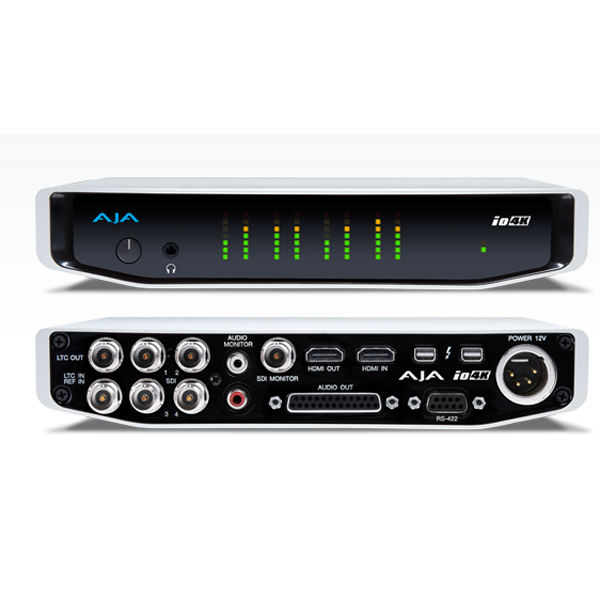 AJA
io4K
POWER 12V
AUDIO
MONITOR
LTC OUT
HDMI OUT
HDMI IN
1
2
LTC IN
REF IN
SDI
SDI MONITOR
AJA
io4K
AUDIO OUT
3
4
RS-422